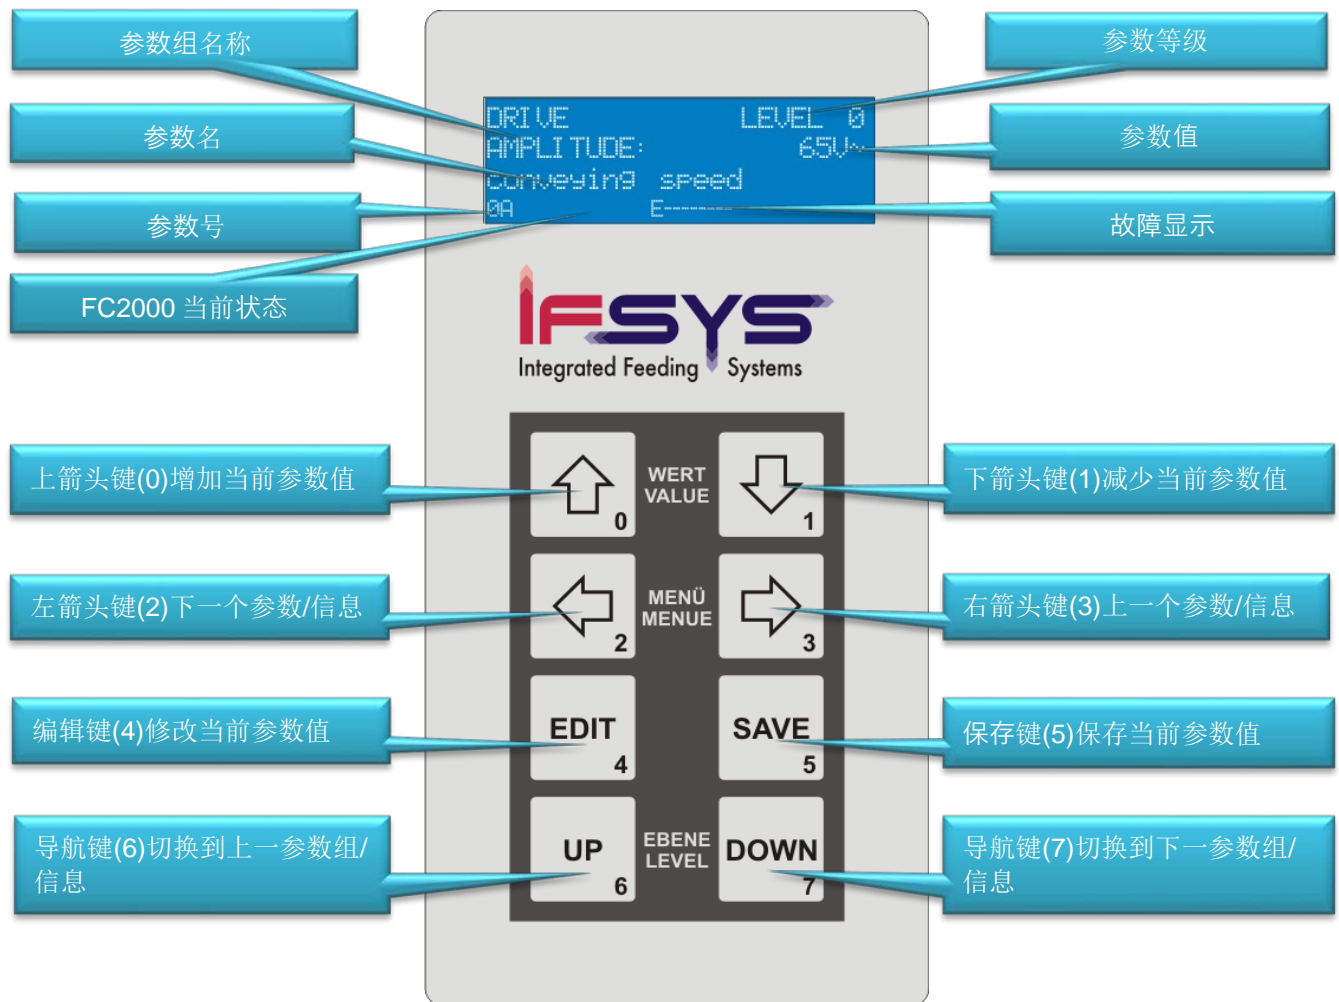 参数组名称
参数等级
参数名
参数值
参数号
故障显示
FC2000 当前状态
DRIVE LEVEL 0
AMPLITUDE: 65V~
conveying speed
0A E-------
IFSYS
Integrated Feeding Systems
上箭头键(0)增加当前参数值
下箭头键(1)减少当前参数值
0
WERT
VALUE
1
左箭头键(2)下一个参数/信息
右箭头键(3)上一个参数/信息
2
MENÜ
MENUE
3
编辑键(4)修改当前参数值
保存键(5)保存当前参数值
EDIT
4
SAVE
5
导航键(6)切换到上一参数组/
信息
导航键(7)切换到下一参数组/
信息
UP
6
EBENE
LEVEL
DOWN
7